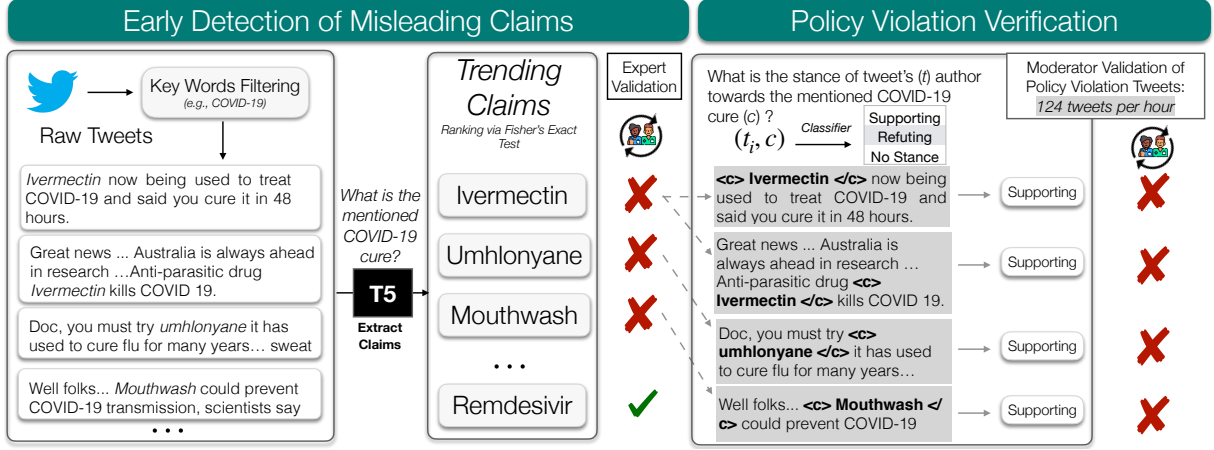 Early Detection of Misleading Claims
Key Words Filtering
(e.g., COVID-19)
Raw Tweets
Ivermectin now being used to treat
COVID-19 and said you cure it in 48
hours.
Great news ... Australia is always ahead
in research …Anti-parasitic drug
Ivermectin kills COVID 19.
Doc, you must try umhlonyane it has
used to cure flu for many years… sweat
Well folks... Mouthwash could prevent
COVID-19 transmission, scientists say
• • •
What is the
mentioned
COVID-19
cure?
T5
Extract
Claims
Trending
Claims
Ranking via Fisher's Exact
Test
Ivermectin
Umhlonyane
Mouthwash
• • •
Remdesivir
Expert
Validation
Policy Violation Verification
What is the stance of tweet's (t) author
towards the mentioned COVID-19
cure (c) ?
(tᵢ, c)
Classifier
Supporting
Refuting
No Stance
Moderator Validation of
Policy Violation Tweets:
124 tweets per hour
<c> Ivermectin </c> now being
used to treat COVID-19 and
said you cure it in 48 hours.
Supporting
Great news ... Australia is
always ahead in research …
Anti-parasitic drug <c>
Ivermectin </c> kills COVID 19.
Supporting
Doc, you must try <c>
umhlonyane </c> it has used
to cure flu for many years…
Supporting
Well folks... <c> Mouthwash </
c> could prevent COVID-19
Supporting